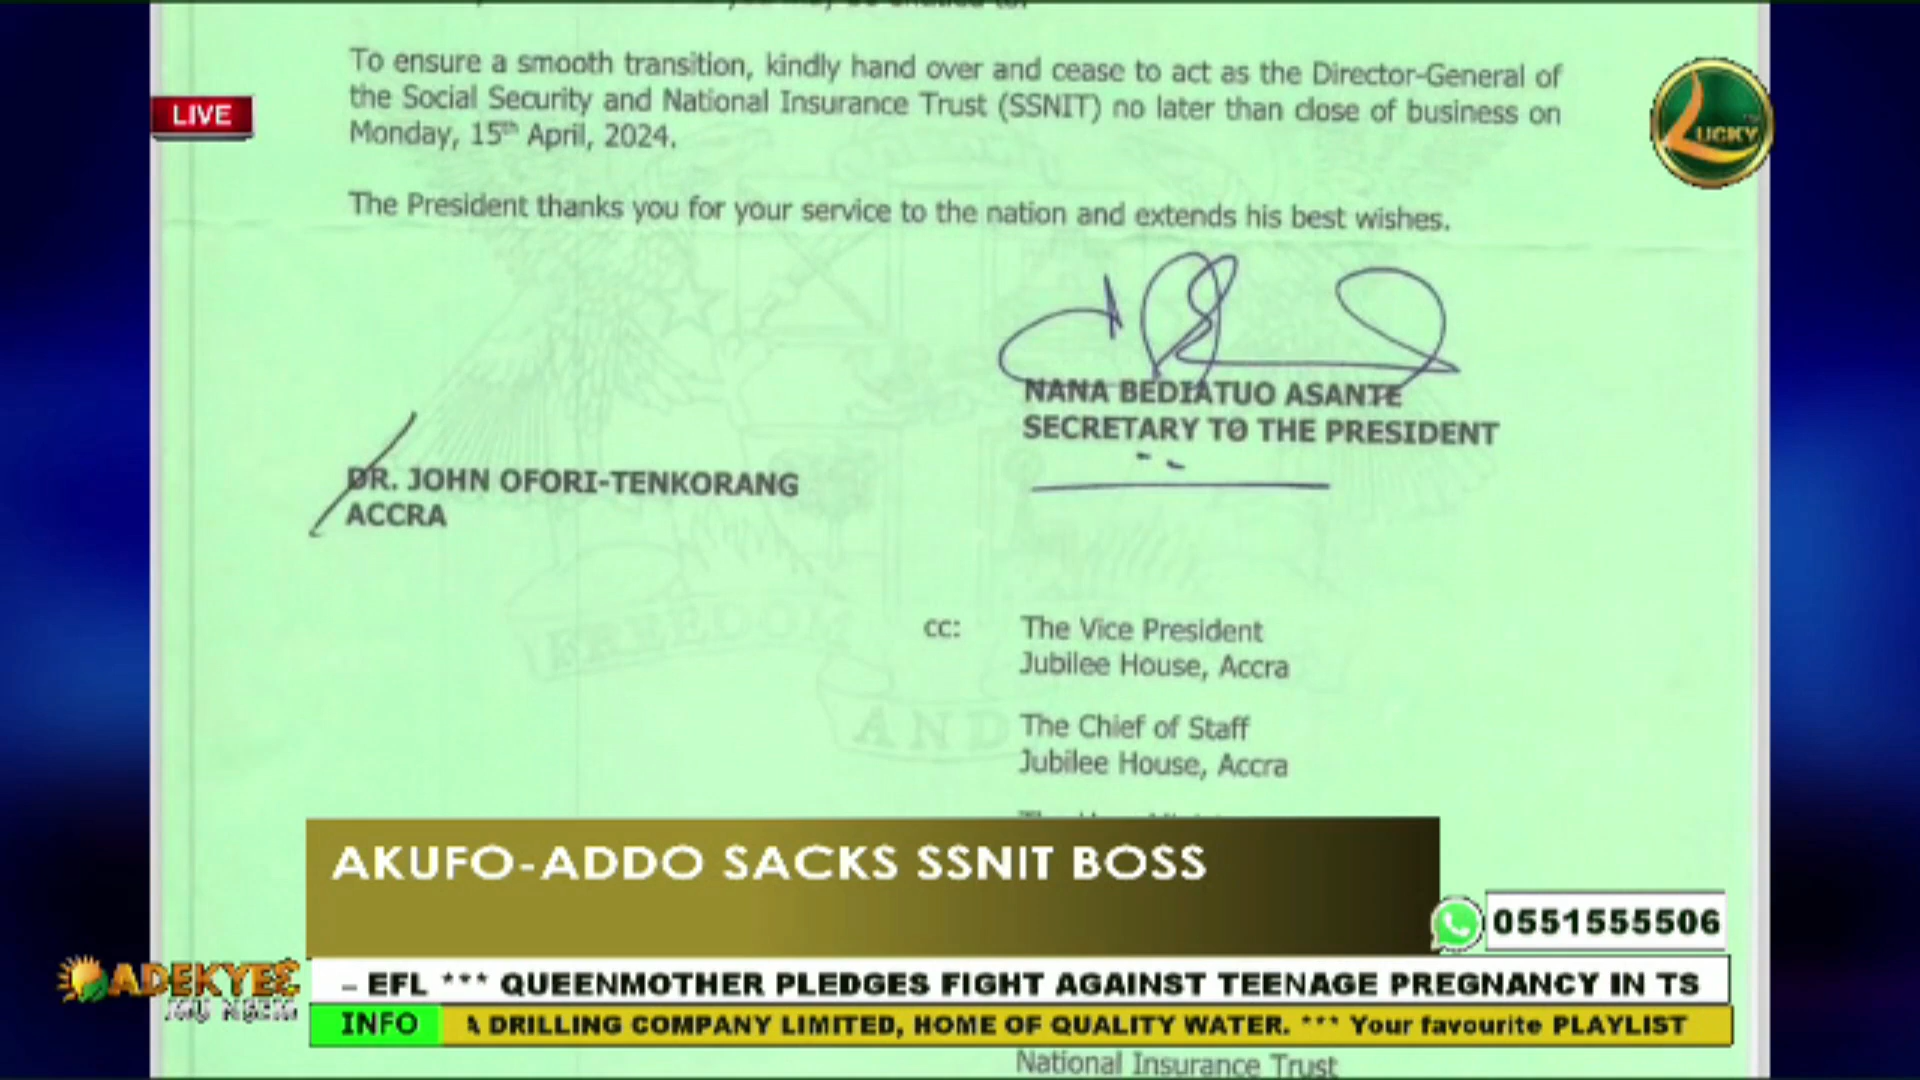 To ensure a smooth transition, kindly hand over and cease to act as the Director-General of
the Social Security and National Insurance Trust (SSNIT) no later than close of business on
Monday, 15th April, 2024.
The President thanks you for your service to the nation and extends his best wishes.
LIVE
LUCKY
NANA BEDIATUO ASANTE
SECRETARY TO THE PRESIDENT
DR. JOHN OFORI-TENKORANG
ACCRA
FREEDOM
AND
cc: The Vice President
Jubilee House, Accra
The Chief of Staff
Jubilee House, Accra
AKUFO-ADDO SACKS SSNIT BOSS
0551555506
ADEKYEƐ
MU NSƐM
– EFL *** QUEENMOTHER PLEDGES FIGHT AGAINST TEENAGE PREGNANCY IN TS
INFO
A DRILLING COMPANY LIMITED, HOME OF QUALITY WATER. *** Your favourite PLAYLIST
National Insurance Trust